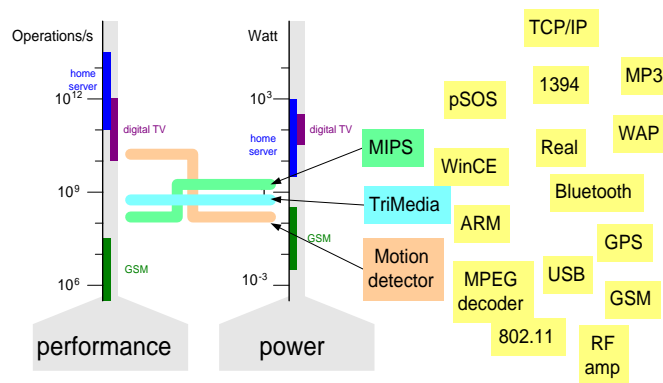 Operations/s
home
server
10¹²
digital TV
10⁹
GSM
10⁶
performance
Watt
10³
digital TV
home
server
1
GSM
10⁻³
power
MIPS
TriMedia
Motion
detector
TCP/IP
1394
MP3
pSOS
WAP
Real
WinCE
Bluetooth
ARM
GPS
USB
MPEG
decoder
GSM
802.11
RF
amp